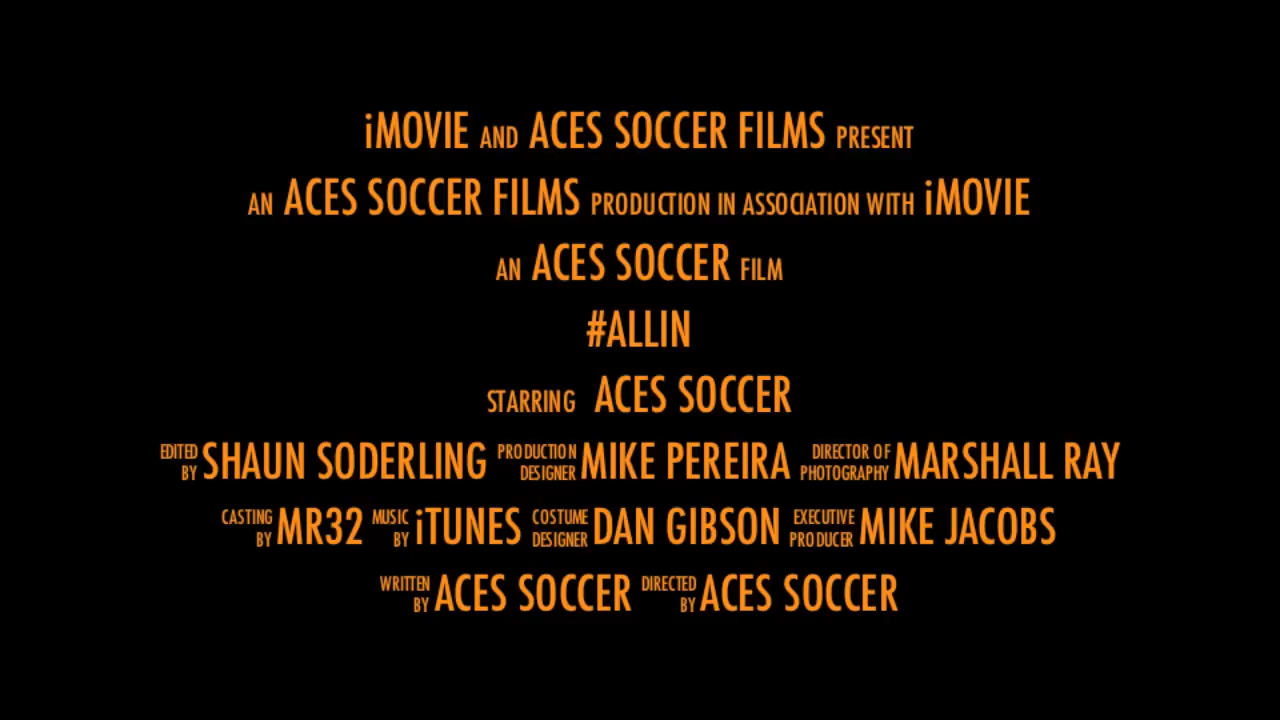 iMOVIE AND ACES SOCCER FILMS PRESENT
AN ACES SOCCER FILMS PRODUCTION IN ASSOCIATION WITH iMOVIE
AN ACES SOCCER FILM
#ALLIN
STARRING ACES SOCCER
EDITED BY SHAUN SODERLING PRODUCTION DESIGNER MIKE PEREIRA DIRECTOR OF PHOTOGRAPHY MARSHALL RAY
CASTING BY MR32 MUSIC BY iTUNES COSTUME DESIGNER DAN GIBSON EXECUTIVE PRODUCER MIKE JACOBS
WRITTEN BY ACES SOCCER DIRECTED BY ACES SOCCER